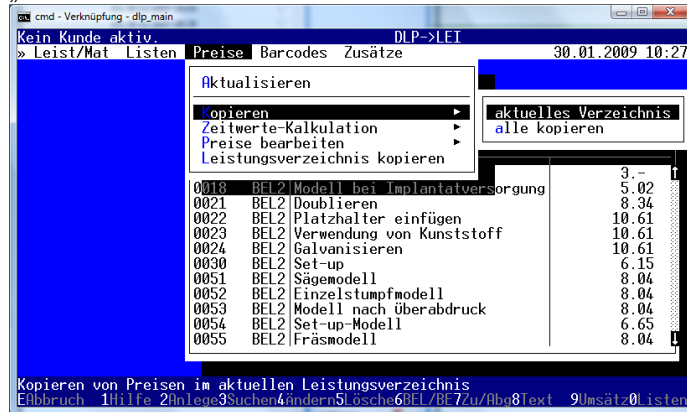 cmd - Verknüpfung - dlp_main
Kein Kunde aktiv. DLP->LEI
» Leist/Mat Listen Preise Barcodes Zusätze 30.01.2009 10:27
Aktualisieren
Kopieren ► aktuelles Verzeichnis
Zeitwerte-Kalkulation ► alle kopieren
Preise bearbeiten ►
Leistungsverzeichnis kopieren
3.-
0018 BEL2 Modell bei Implantatversorgung 5.02
0021 BEL2 Doublieren 8.34
0022 BEL2 Platzhalter einfügen 10.61
0023 BEL2 Verwendung von Kunststoff 10.61
0024 BEL2 Galvanisieren 10.61
0030 BEL2 Set-up 6.15
0051 BEL2 Sägemodell 8.04
0052 BEL2 Einzelstumpfmodell 8.04
0053 BEL2 Modell nach Überabdruck 8.04
0054 BEL2 Set-up-Modell 6.65
0055 BEL2 Fräsmodell 8.04
Kopieren von Preisen im aktuellen Leistungsverzeichnis
EAbbruch 1Hilfe 2Anlege3Suchen4Ändern5Lösche6BEL/BE7Zu/Abg8Text 9Umsätz0Listen